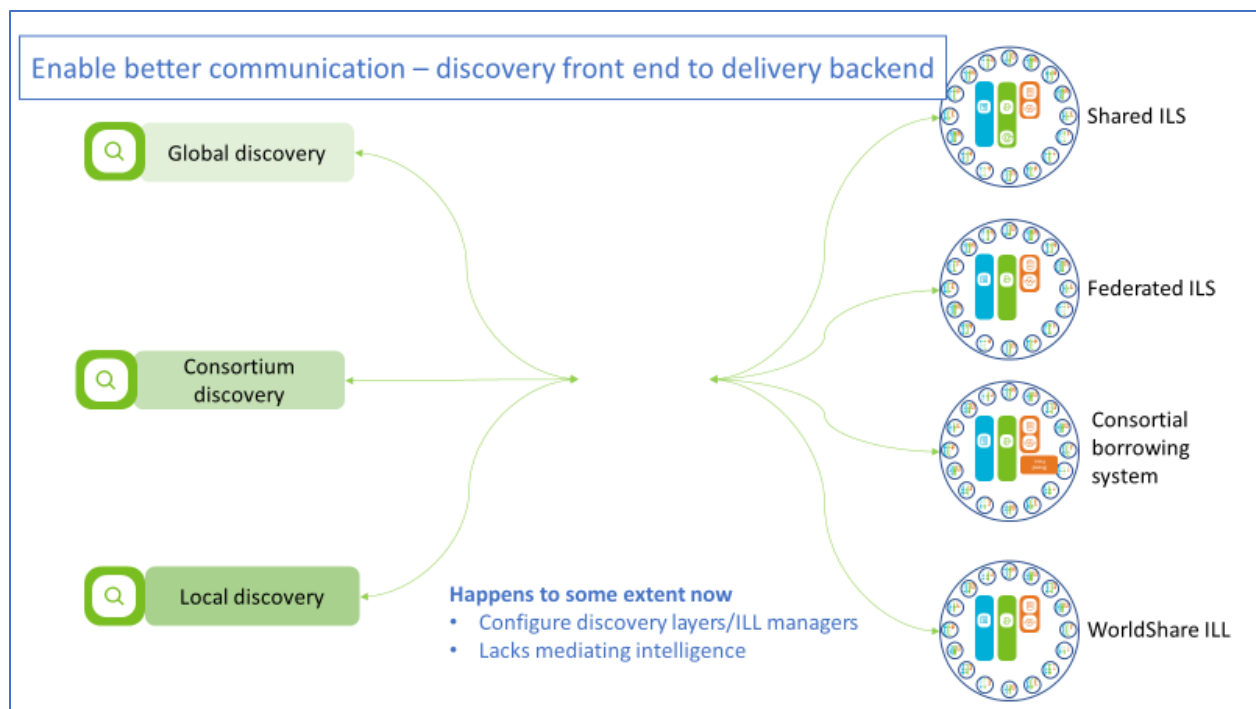 Enable better communication – discovery front end to delivery backend
Global discovery
Consortium
discovery
Local discovery
Happens to some extent now
• Configure discovery layers/ILL managers
• Lacks mediating intelligence
Shared ILS
Federated ILS
Consortial
borrowing
system
WorldShare ILL